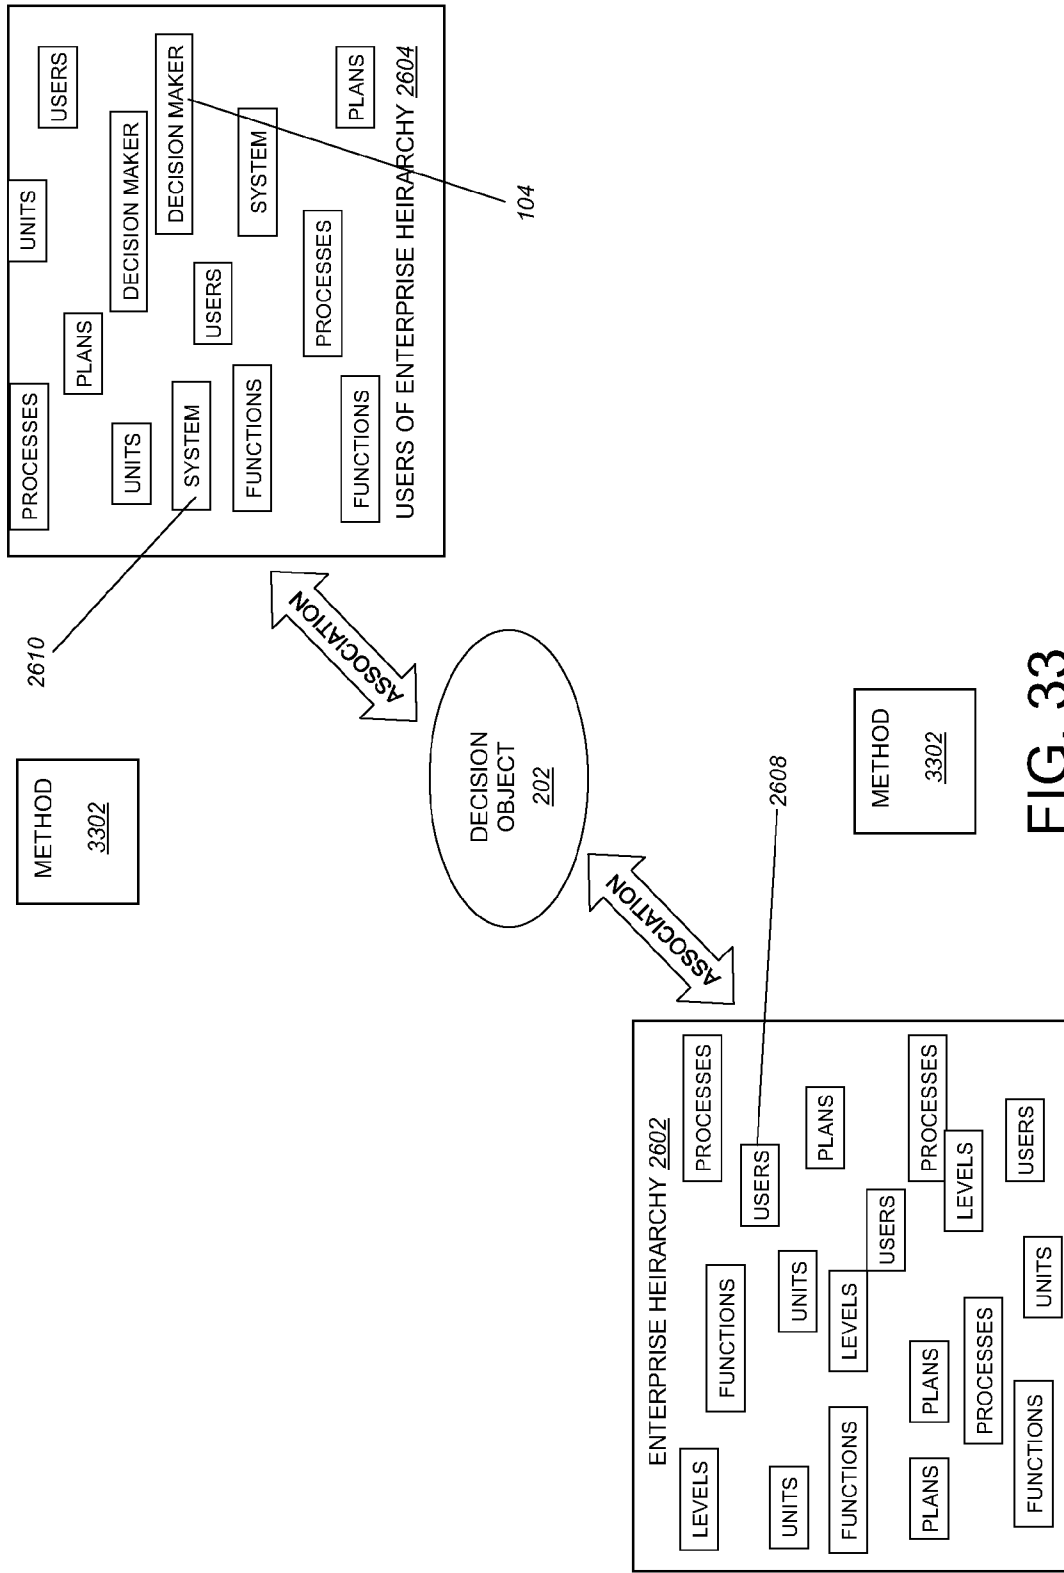 METHOD
3302
2610
UNITS
PROCESSES
USERS
PLANS
DECISION MAKER
UNITS
DECISION MAKER
SYSTEM
USERS
FUNCTIONS
SYSTEM
PROCESSES
PLANS
FUNCTIONS
USERS OF ENTERPRISE HEIRARCHY 2604
104
ASSOCIATION
DECISION
OBJECT
202
ASSOCIATION
ENTERPRISE HEIRARCHY 2602
LEVELS
PROCESSES
FUNCTIONS
USERS
2608
UNITS
UNITS
PLANS
FUNCTIONS
LEVELS
USERS
PLANS
PLANS
PROCESSES
LEVELS
PROCESSES
USERS
FUNCTIONS
UNITS
METHOD
3302
FIG. 33